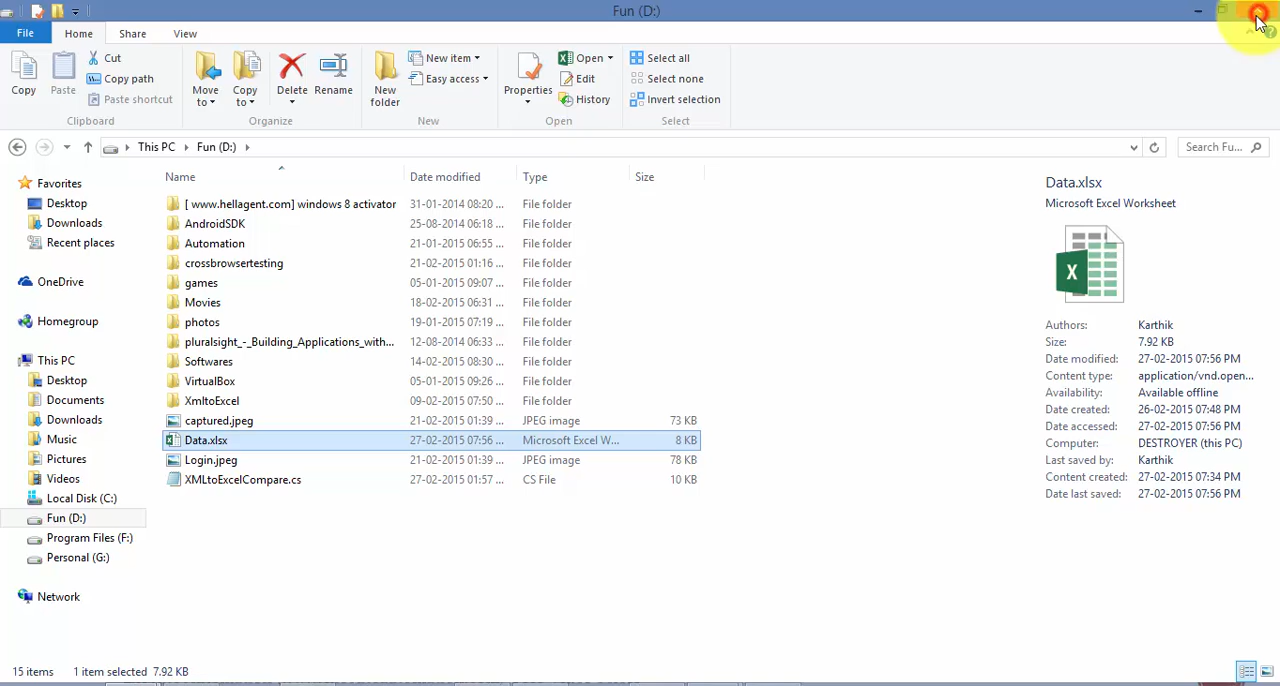 Fun (D:)
File Home Share View
Copy Paste Cut Copy path Paste shortcut Clipboard
Move to Copy to Delete Rename Organize
New folder New item Easy access New
Properties Open Edit History Open
Select all Select none Invert selection Select
This PC Fun (D:) Search Fu...
Name Date modified Type Size
[ www.hellagent.com] windows 8 activator 31-01-2014 08:20 ... File folder
AndroidSDK 25-08-2014 06:18 ... File folder
Automation 21-01-2015 06:55 ... File folder
crossbrowsertesting 21-02-2015 01:16 ... File folder
games 05-01-2015 09:07 ... File folder
Movies 18-02-2015 06:31 ... File folder
photos 19-01-2015 07:19 ... File folder
pluralsight_-_Building_Applications_with... 12-08-2014 06:33 ... File folder
Softwares 14-02-2015 08:30 ... File folder
VirtualBox 05-01-2015 09:26 ... File folder
XmltoExcel 09-02-2015 07:50 ... File folder
captured.jpeg 21-02-2015 01:39 ... JPEG image 73 KB
Data.xlsx 27-02-2015 07:56 ... Microsoft Excel W... 8 KB
Login.jpeg 21-02-2015 01:39 ... JPEG image 78 KB
XMLtoExcelCompare.cs 27-02-2015 01:57 ... CS File 10 KB
Favorites
Desktop
Downloads
Recent places
OneDrive
Homegroup
This PC
Desktop
Documents
Downloads
Music
Pictures
Videos
Local Disk (C:)
Fun (D:)
Program Files (F:)
Personal (G:)
Network
Data.xlsx
Microsoft Excel Worksheet
Authors: Karthik
Size: 7.92 KB
Date modified: 27-02-2015 07:56 PM
Content type: application/vnd.open...
Availability: Available offline
Date created: 26-02-2015 07:48 PM
Date accessed: 27-02-2015 07:56 PM
Computer: DESTROYER (this PC)
Last saved by: Karthik
Content created: 27-02-2015 07:34 PM
Date last saved: 27-02-2015 07:56 PM
15 items 1 item selected 7.92 KB